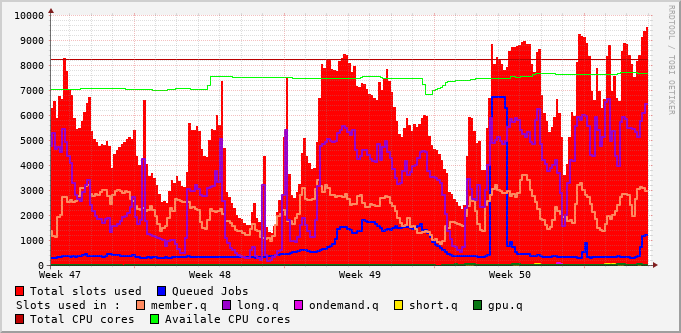 10000
9000
8000
7000
6000
5000
4000
3000
2000
1000
0
Week 47 Week 48 Week 49 Week 50
RRDTOOL / TOBI OETIKER
Total slots used Queued Jobs
Slots used in : member.q long.q ondemand.q short.q gpu.q
Total CPU cores Availale CPU cores